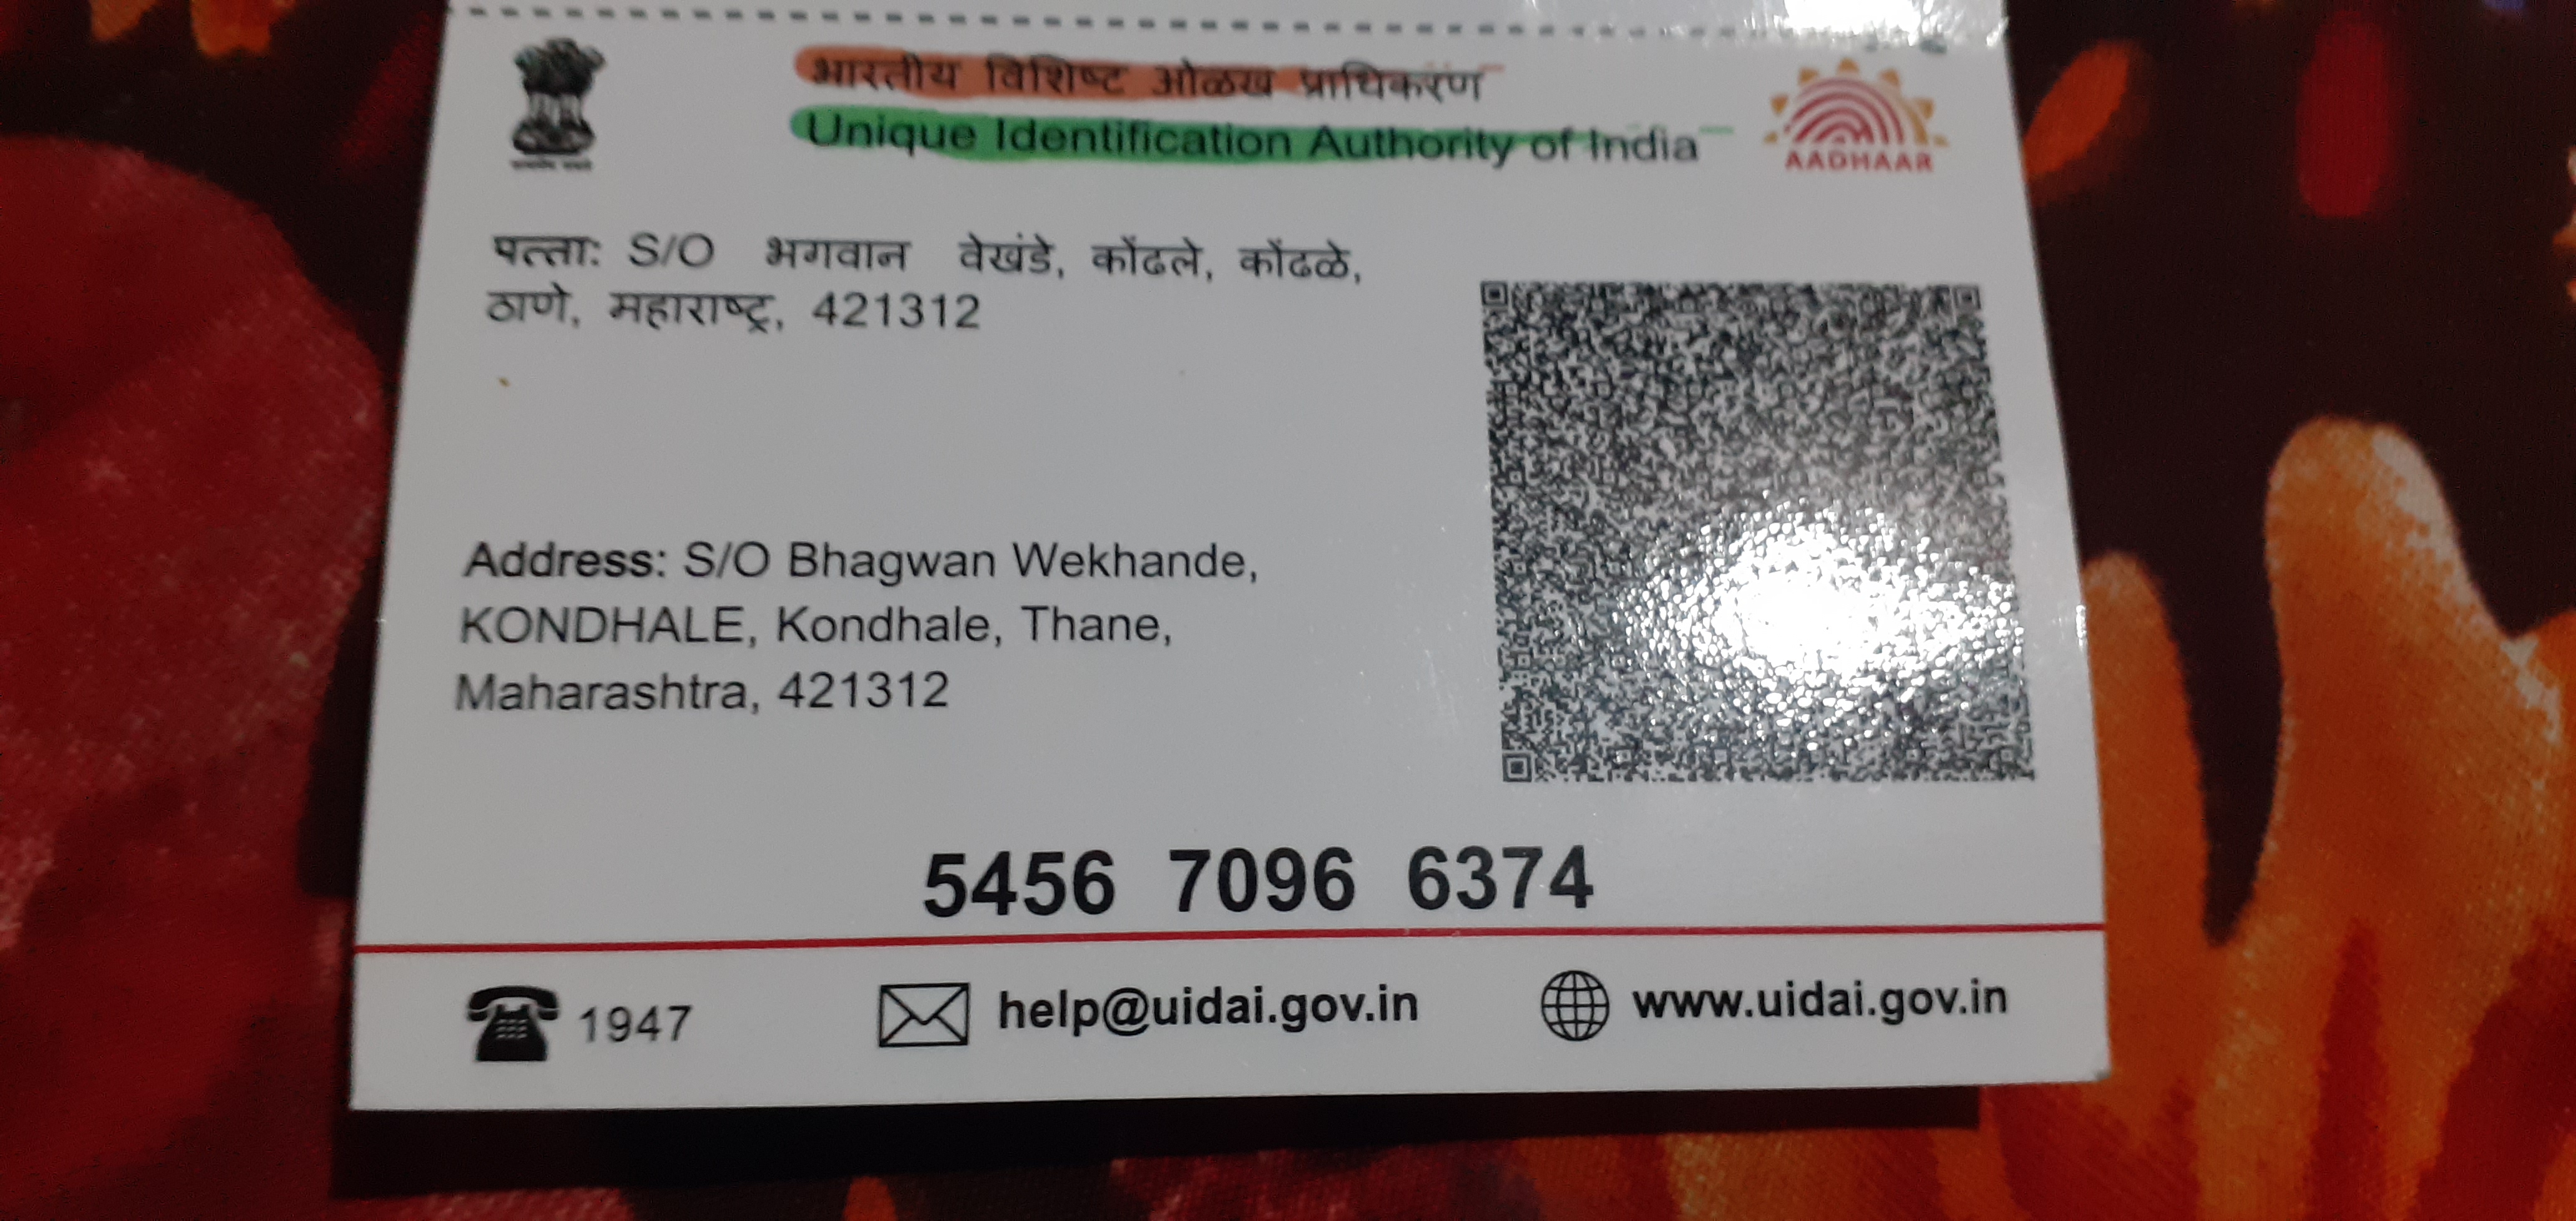 भारतीय विशिष्ट ओळख प्राधिकरण
Unique Identification Authority of India
AADHAAR
पत्ता: S/O भगवान वेखंडे, कोंढले, कोंढळे,
ठाणे, महाराष्ट्र, 421312
Address: S/O Bhagwan Wekhande,
KONDHALE, Kondhale, Thane,
Maharashtra, 421312
5456 7096 6374
1947 help@uidai.gov.in www.uidai.gov.in